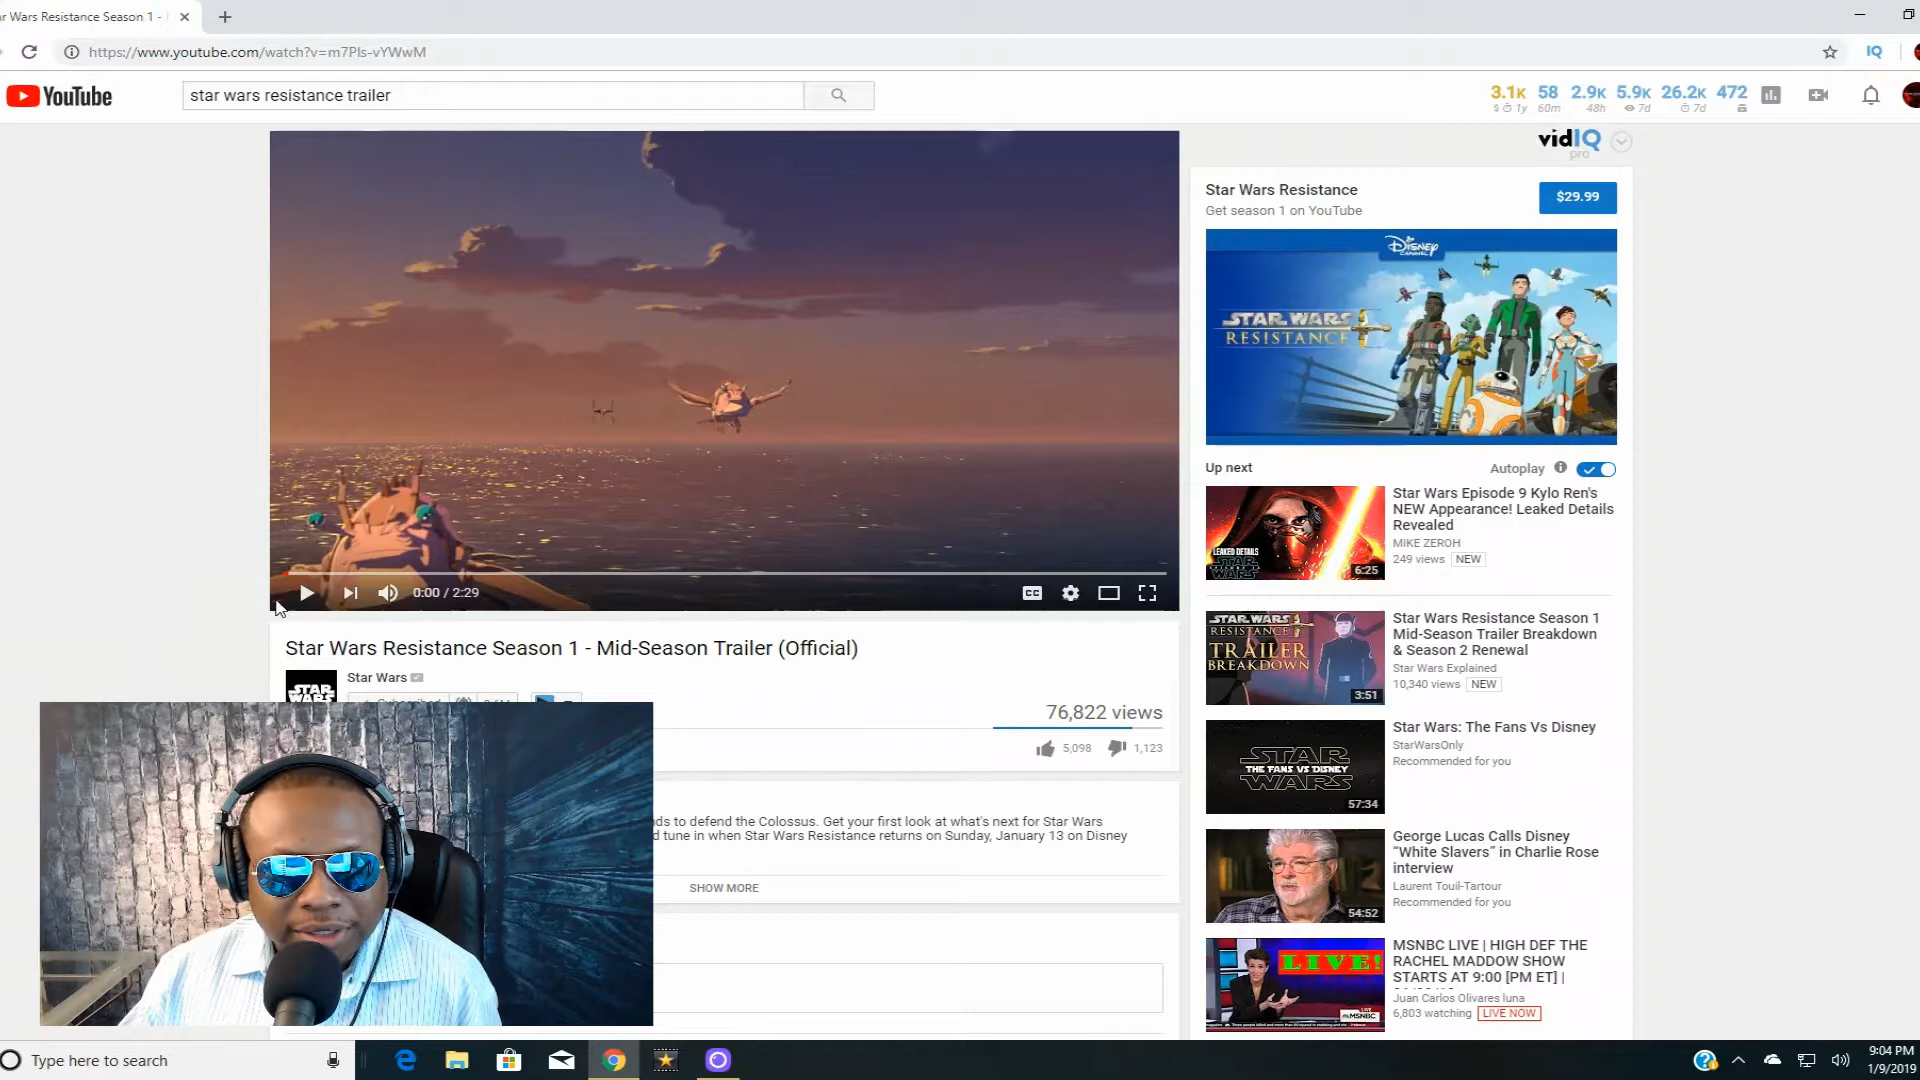 r Wars Resistance Season 1 -
https://www.youtube.com/watch?v=m7Pls-vYWwM
IQ
YouTube
star wars resistance trailer
3.1K 58 2.9K 5.9K 26.2K 472
1y 60m 48h 7d 7d
vidIQ
pro
Star Wars Resistance
Get season 1 on YouTube
$29.99
Disney
CHANNEL
STAR WARS
RESISTANCE
Up next
Autoplay
Star Wars Episode 9 Kylo Ren's
NEW Appearance! Leaked Details
Revealed
MIKE ZEROH
249 views NEW
LEAKED DETAILS
STAR WARS
6:25
0:00 / 2:29
CC
Star Wars Resistance Season 1 - Mid-Season Trailer (Official)
Star Wars
STAR
Subscribed
76,822 views
5,098 1,123
nds to defend the Colossus. Get your first look at what's next for Star Wars
d tune in when Star Wars Resistance returns on Sunday, January 13 on Disney
SHOW MORE
Star Wars Resistance Season 1
Mid-Season Trailer Breakdown
& Season 2 Renewal
Star Wars Explained
10,340 views NEW
STAR WARS
RESISTANCE
TRAILER
BREAKDOWN
3:51
Star Wars: The Fans Vs Disney
StarWarsOnly
Recommended for you
STAR
THE FANS VS DISNEY
WARS
57:34
George Lucas Calls Disney
“White Slavers” in Charlie Rose
interview
Laurent Touil-Tartour
Recommended for you
54:52
MSNBC LIVE | HIGH DEF THE
RACHEL MADDOW SHOW
STARTS AT 9:00 [PM ET] |
Juan Carlos Olivares luna
6,803 watching LIVE NOW
LIVE!
MSNBC
Type here to search
9:04 PM
1/9/2019